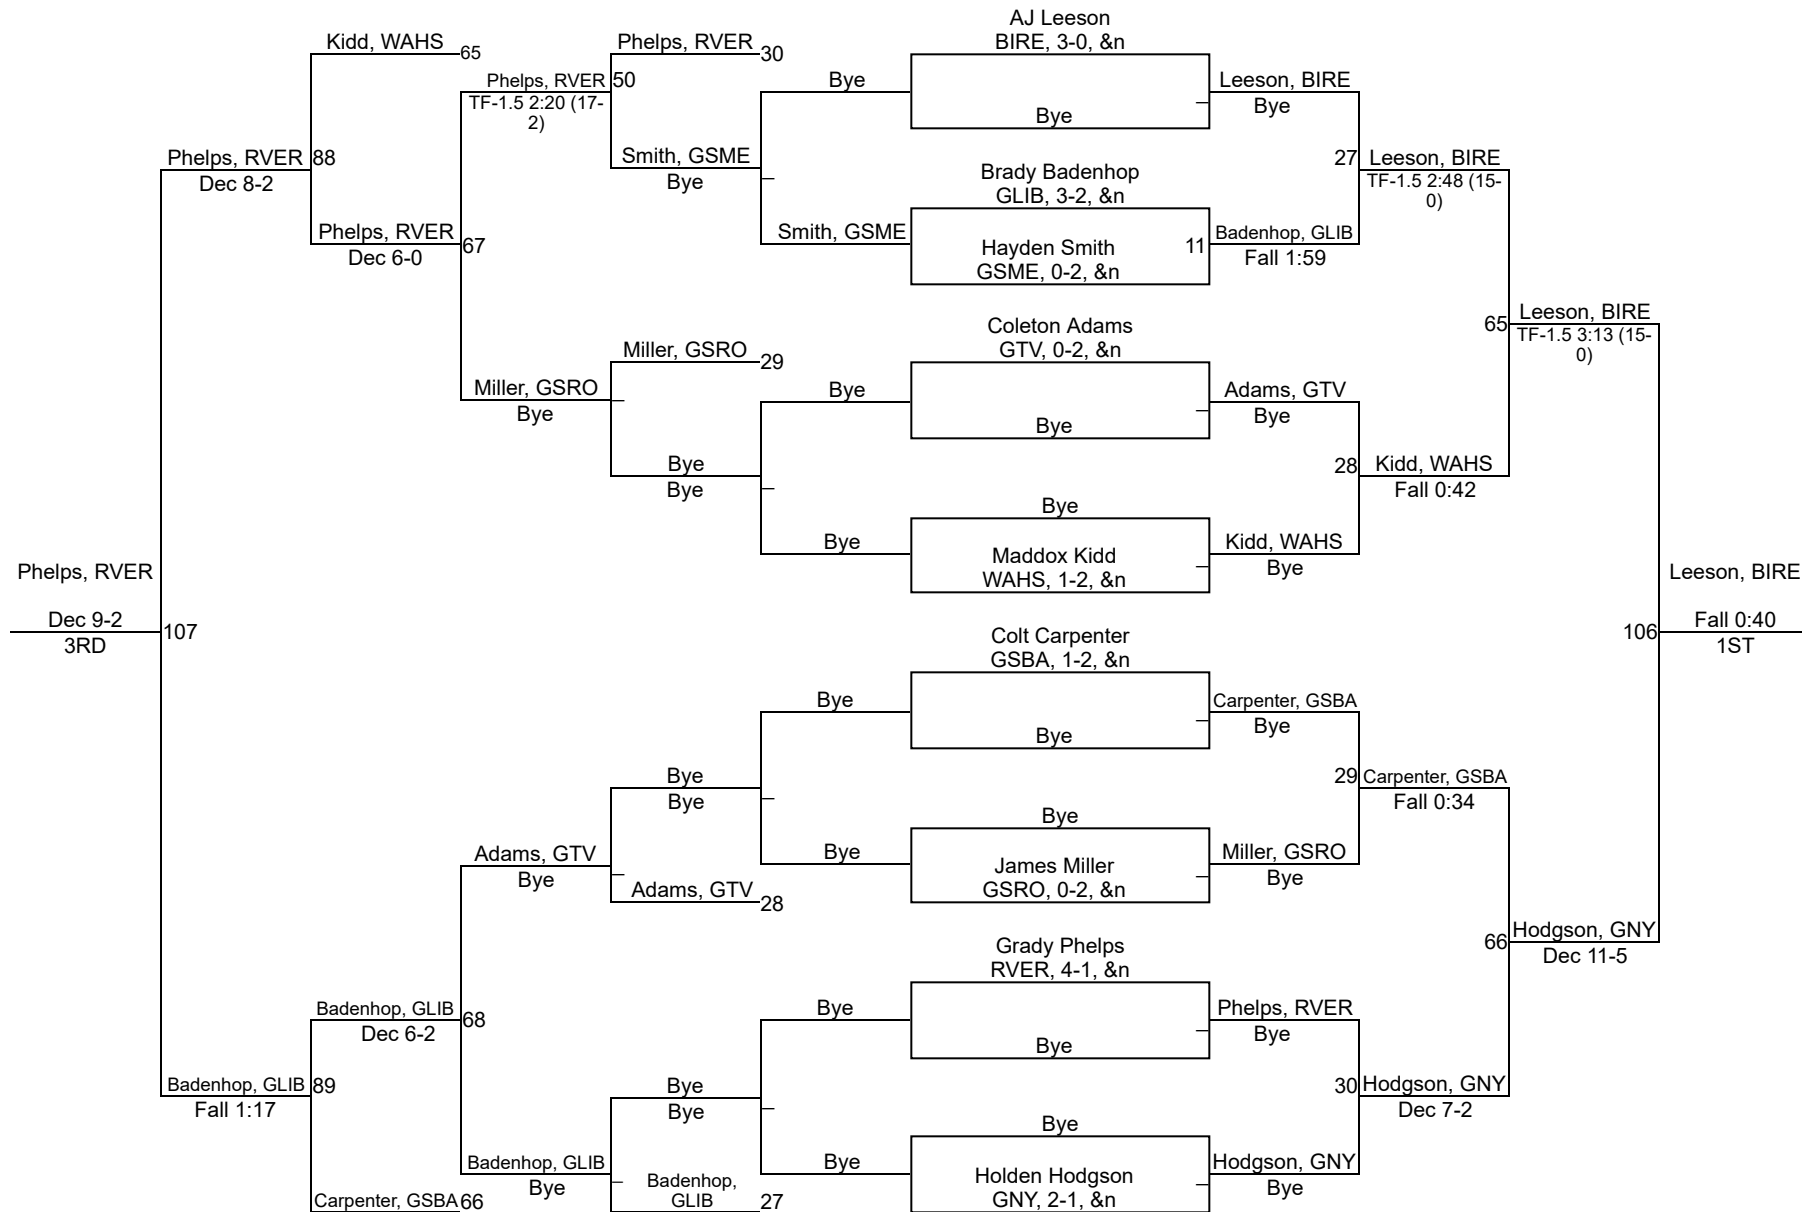 AJ Leeson
BIRE, 3-0, &n
Kidd, WAHS
65
Phelps, RVER
30
Phelps, RVER
50
TF-1.5 2:20 (17-
2)
Bye
Leeson, BIRE
Bye
Bye
Smith, GSME
Bye
Phelps, RVER
88
Dec 8-2
27
Leeson, BIRE
TF-1.5 2:48 (15-
0)
Brady Badenhop
GLIB, 3-2, &n
Phelps, RVER
67
Dec 6-0
Smith, GSME
Hayden Smith
GSME, 0-2, &n
11
Badenhop, GLIB
Fall 1:59
Leeson, BIRE
65
TF-1.5 3:13 (15-
0)
Coleton Adams
GTV, 0-2, &n
Miller, GSRO
29
Miller, GSRO
Bye
Bye
Adams, GTV
Bye
Bye
Bye
Bye
28
Kidd, WAHS
Fall 0:42
Bye
Bye
Maddox Kidd
WAHS, 1-2, &n
Kidd, WAHS
Bye
Phelps, RVER
Dec 9-2
3RD
107
Leeson, BIRE
106
Fall 0:40
1ST
Colt Carpenter
GSBA, 1-2, &n
Bye
Carpenter, GSBA
Bye
Bye
Bye
Bye
29
Carpenter, GSBA
Fall 0:34
Bye
Adams, GTV
Bye
Bye
James Miller
GSRO, 0-2, &n
Miller, GSRO
Bye
Adams, GTV
28
66
Hodgson, GNY
Dec 11-5
Grady Phelps
RVER, 4-1, &n
Badenhop, GLIB
68
Dec 6-2
Bye
Phelps, RVER
Bye
Bye
Badenhop, GLIB
89
Fall 1:17
Bye
Bye
30
Hodgson, GNY
Dec 7-2
Bye
Badenhop, GLIB
Bye
Bye
Holden Hodgson
GNY, 2-1, &n
Hodgson, GNY
Bye
Carpenter, GSBA
66
Badenhop,
GLIB
27